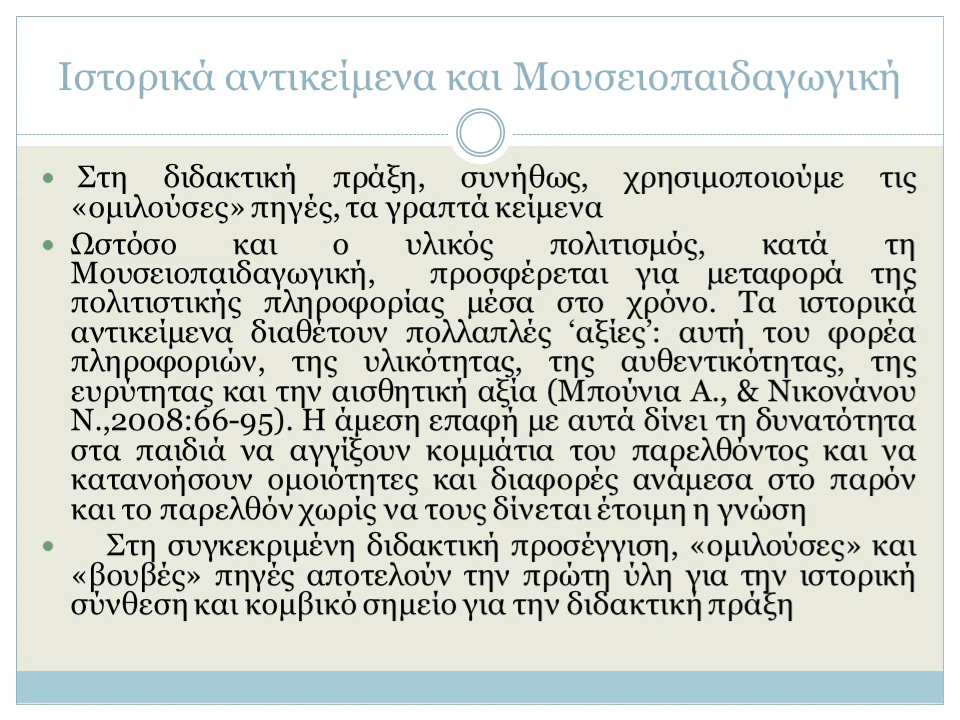 Ιστορικά αντικείμενα και Μουσειοπαιδαγωγική
• Στη διδακτική πράξη, συνήθως, χρησιμοποιούμε τις
«ομιλούσες» πηγές, τα γραπτά κείμενα
• Ωστόσο και ο υλικός πολιτισμός, κατά τη
Μουσειοπαιδαγωγική, προσφέρεται για μεταφορά της
πολιτιστικής πληροφορίας μέσα στο χρόνο. Τα ιστορικά
αντικείμενα διαθέτουν πολλαπλές ‘αξίες’: αυτή του φορέα
πληροφοριών, της υλικότητας, της αυθεντικότητας, της
ευρύτητας και την αισθητική αξία (Μπούνια Α., & Νικονάνου
Ν.,2008:66-95). Η άμεση επαφή με αυτά δίνει τη δυνατότητα
στα παιδιά να αγγίξουν κομμάτια του παρελθόντος και να
κατανοήσουν ομοιότητες και διαφορές ανάμεσα στο παρόν
και το παρελθόν χωρίς να τους δίνεται έτοιμη η γνώση
• Στη συγκεκριμένη διδακτική προσέγγιση, «ομιλούσες» και
«βουβές» πηγές αποτελούν την πρώτη ύλη για την ιστορική
σύνθεση και κομβικό σημείο για την διδακτική πράξη